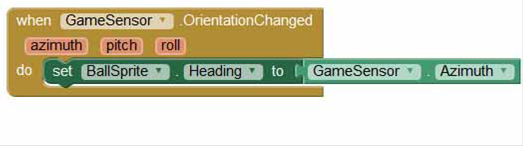 when GameSensor .OrientationChanged
azimuth pitch roll
do set BallSprite . Heading to GameSensor . Azimuth